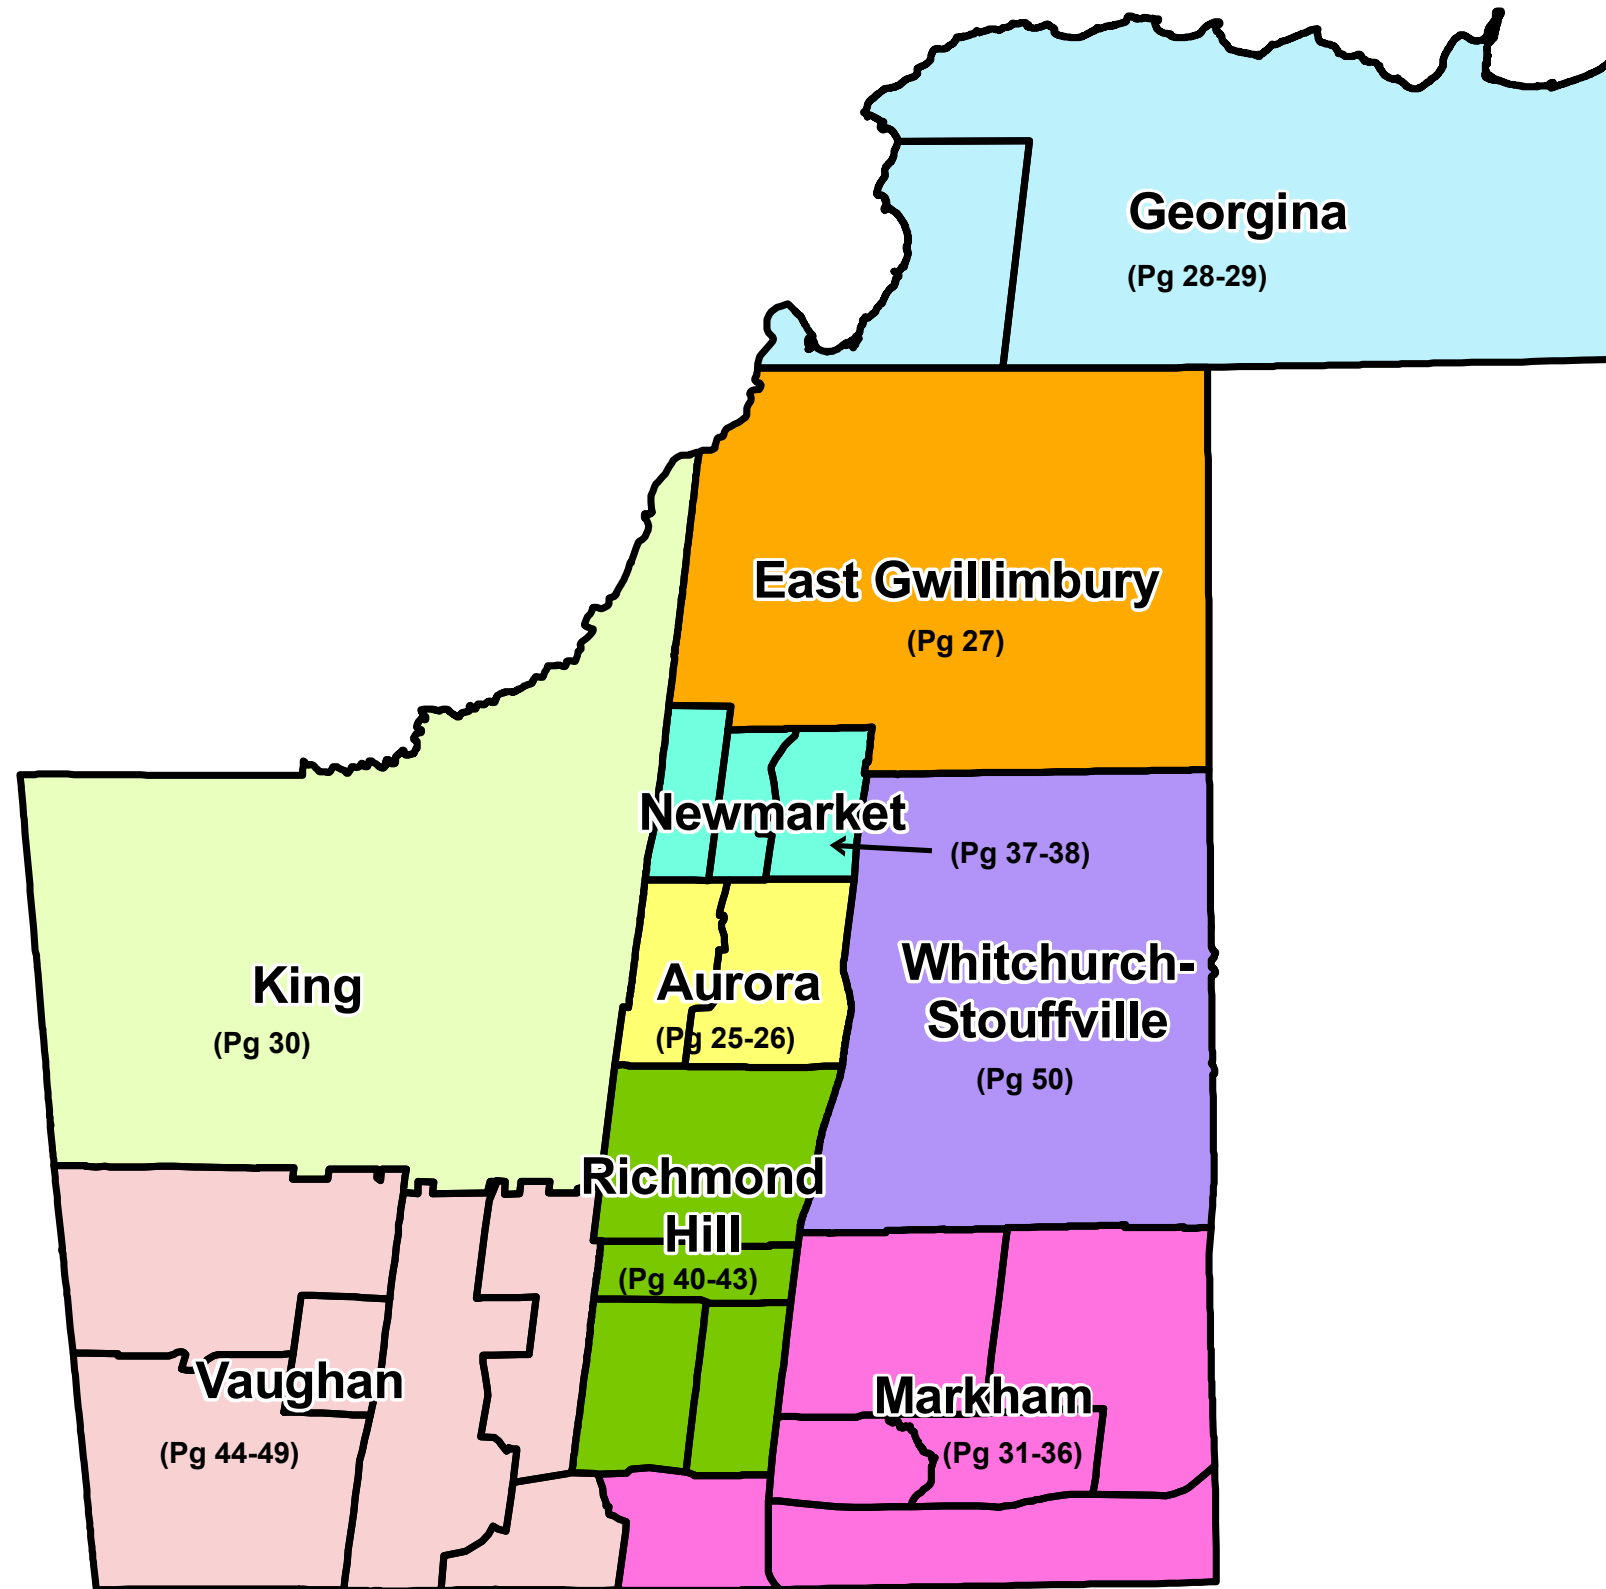 Georgina
(Pg 28-29)
East Gwillimbury
(Pg 27)
Newmarket
(Pg 37-38)
King
(Pg 30)
Aurora
(Pg 25-26)
Whitchurch-
Stouffville
(Pg 50)
Richmond
Hill
(Pg 40-43)
Vaughan
(Pg 44-49)
Markham
(Pg 31-36)